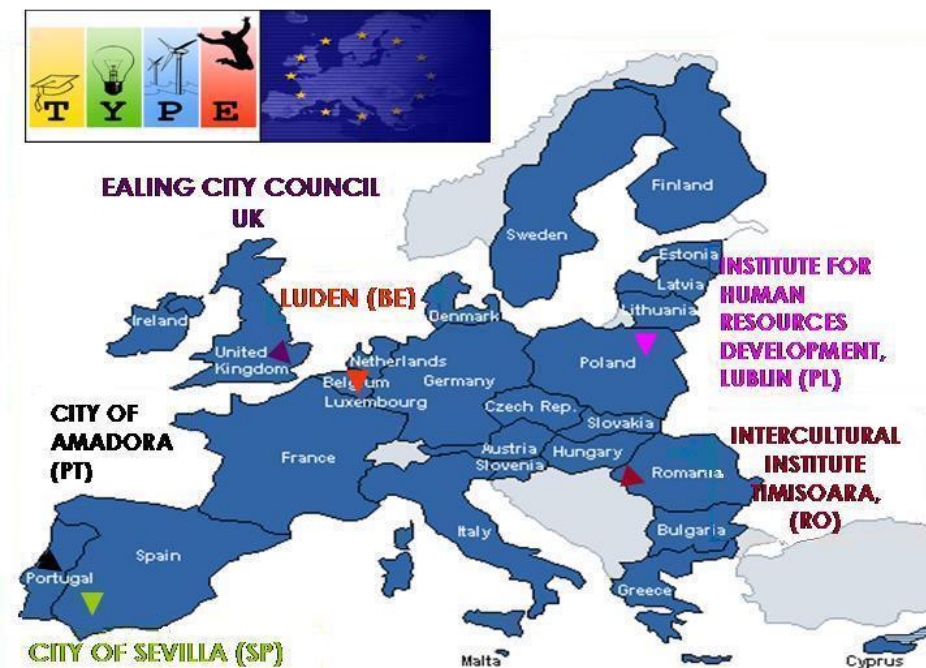 T Y P E
EALING CITY COUNCIL
UK
Finland
Sweden
Estonia
INSTITUTE FOR
HUMAN
RESOURCES
DEVELOPMENT,
LUBLIN (PL)
Latvia
Lithuania
LUDEN (BE)
Denmark
Ireland
United
Kingdom
Netherlands
Belgium
Luxembourg
Germany
Poland
Czech Rep.
Slovakia
CITY OF
AMADORA
(PT)
France
Austria
Slovenia
Hungary
Romania
INTERCULTURAL
INSTITUTE
TIMISOARA,
(RO)
Italy
Bulgaria
Spain
Portugal
Greece
CITY OF SEVILLA (SP)
Malta
Cyprus